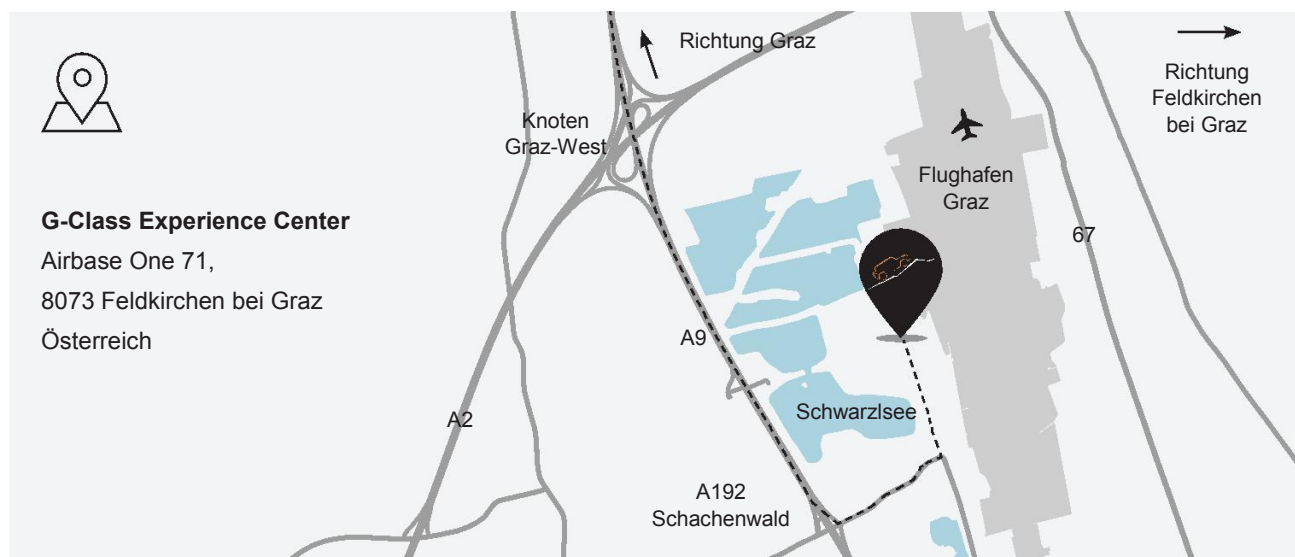 Richtung Graz
Richtung
Feldkirchen
bei Graz
Knoten
Graz-West
Flughafen
Graz
G-Class Experience Center
Airbase One 71,
8073 Feldkirchen bei Graz
Österreich
67
A9
A2
Schwarzlsee
A192
Schachenwald